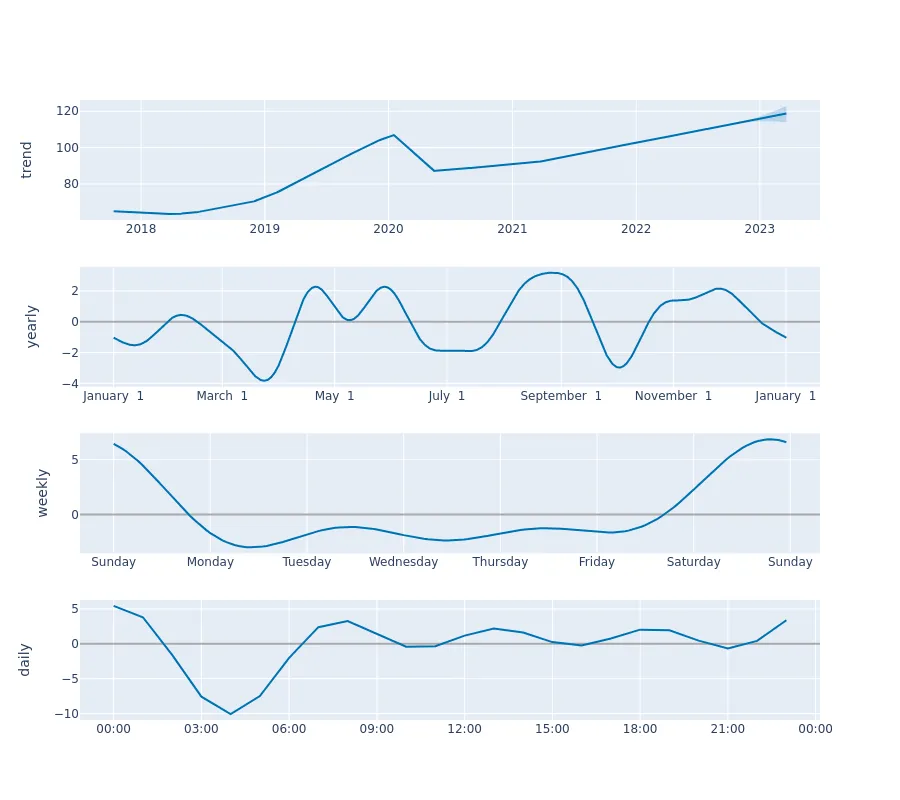 trend
120
100
80
2018 2019 2020 2021 2022 2023
yearly
2
0
−2
−4
January 1 March 1 May 1 July 1 September 1 November 1 January 1
weekly
5
0
Sunday Monday Tuesday Wednesday Thursday Friday Saturday Sunday
daily
5
0
−5
−10
00:00 03:00 06:00 09:00 12:00 15:00 18:00 21:00 00:00